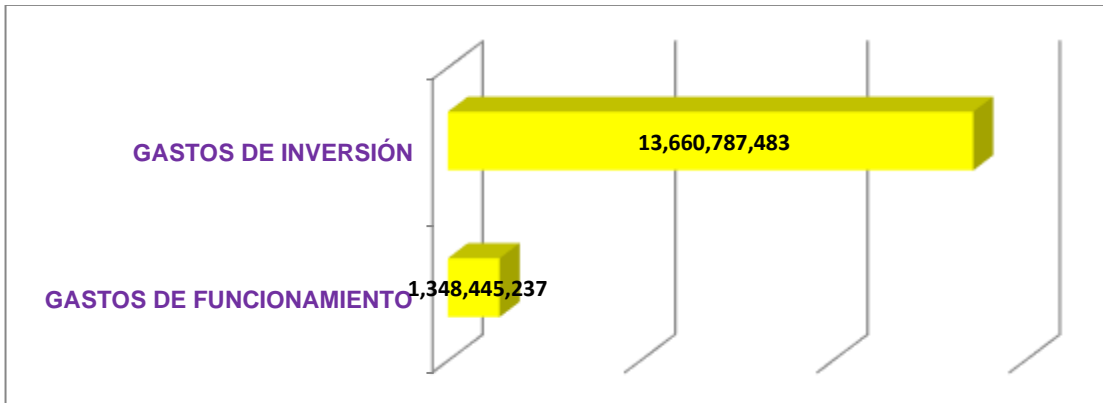 GASTOS DE INVERSIÓN 13,660,787,483
GASTOS DE FUNCIONAMIENTO 1,348,445,237